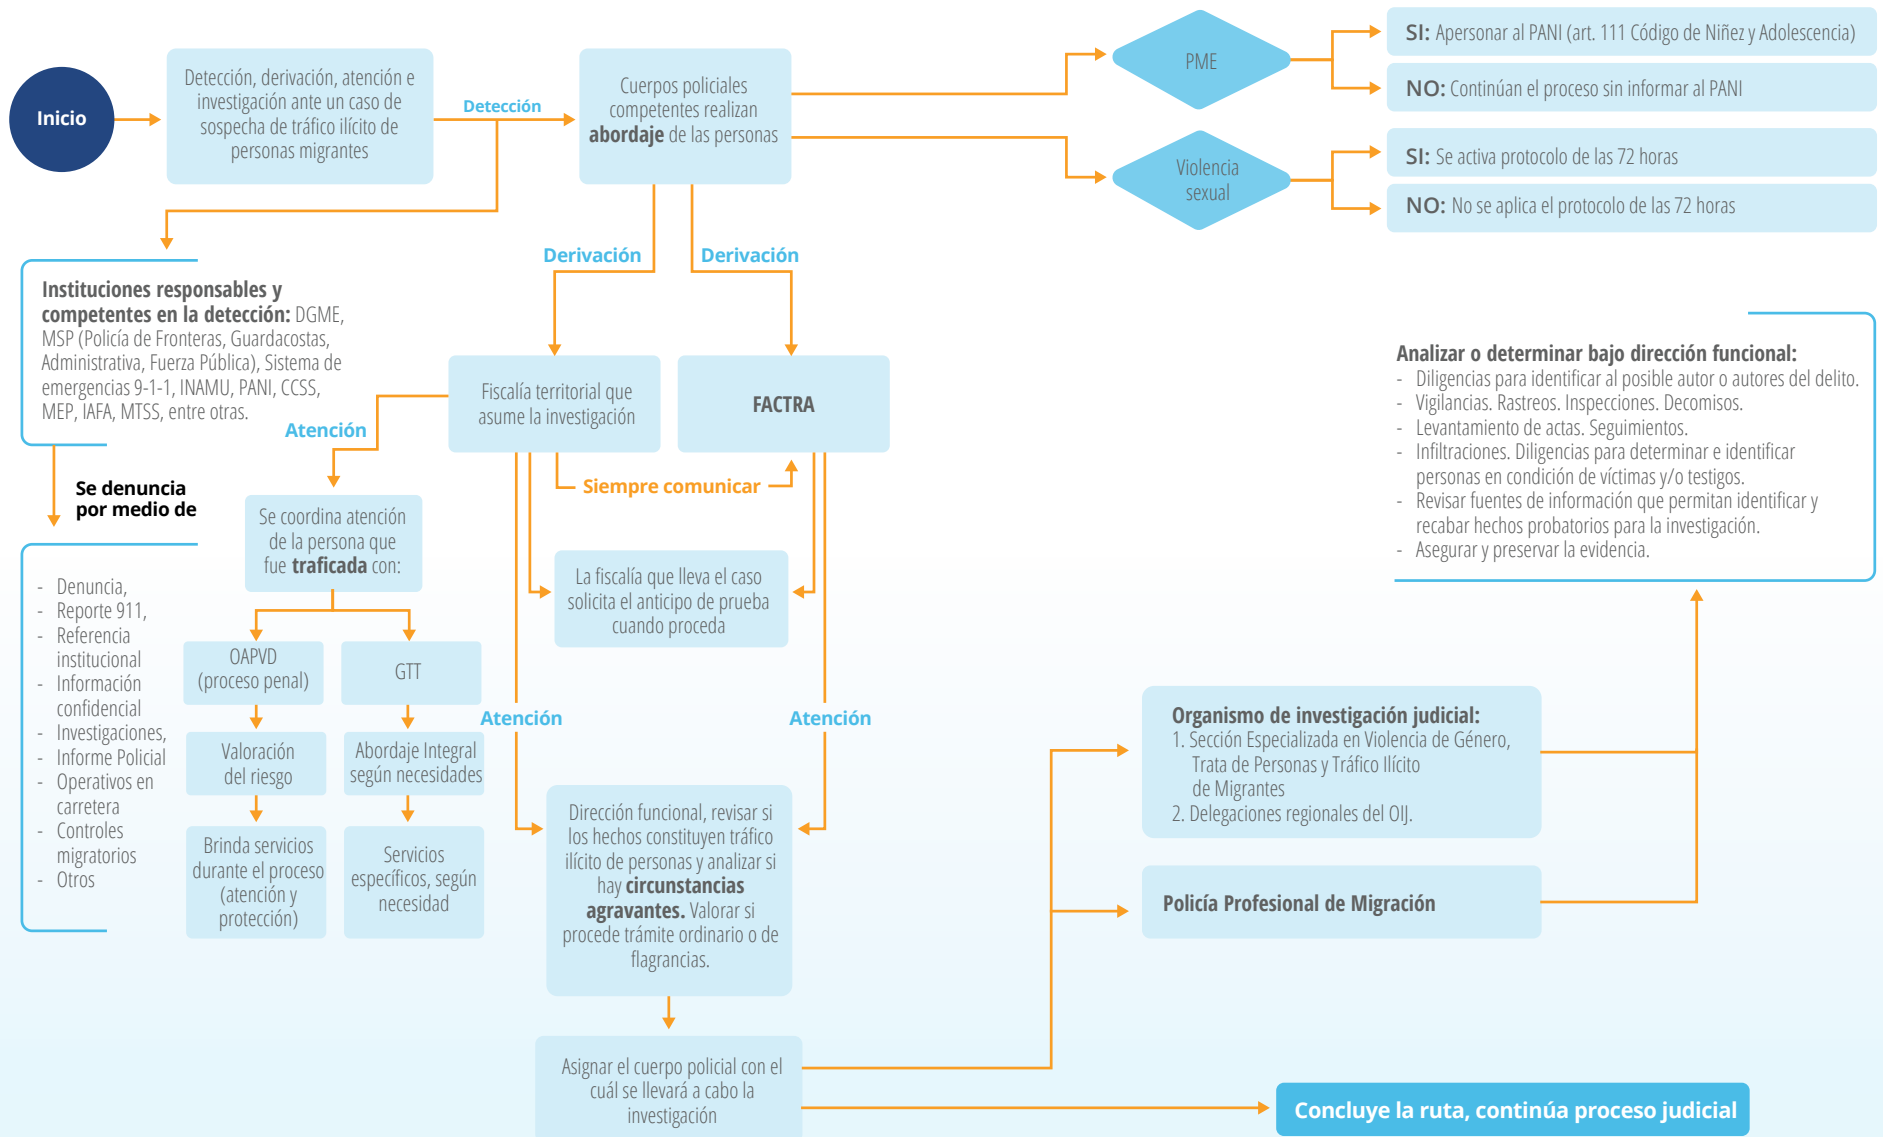 Inicio
Detección, derivación, atención e
investigación ante un caso de
sospecha de tráfico ilícito de
personas migrantes
Detección
Cuerpos policiales
competentes realizan
abordaje de las personas
PME
SI: Apersonar al PANI (art. 111 Código de Niñez y Adolescencia)
NO: Continúan el proceso sin informar al PANI
Violencia
sexual
SI: Se activa protocolo de las 72 horas
NO: No se aplica el protocolo de las 72 horas
Derivación
Derivación
Instituciones responsables y
competentes en la detección: DGME,
MSP (Policía de Fronteras, Guardacostas,
Administrativa, Fuerza Pública), Sistema de
emergencias 9-1-1, INAMU, PANI, CCSS,
MEP, IAFA, MTSS, entre otras.
Se denuncia
por medio de
- Denuncia,
- Reporte 911,
- Referencia
institucional
- Información
confidencial
- Investigaciones,
- Informe Policial
- Operativos en
carretera
- Controles
migratorios
- Otros
Fiscalía territorial que
asume la investigación
FACTRA
Atención
Siempre comunicar
Se coordina atención
de la persona que
fue traficada con:
OAPVD
(proceso penal)
GTT
Valoración
del riesgo
Abordaje Integral
según necesidades
Brinda servicios
durante el proceso
(atención y
protección)
Servicios
específicos, según
necesidad
La fiscalía que lleva el caso
solicita el anticipo de prueba
cuando proceda
Atención
Atención
Dirección funcional, revisar si
los hechos constituyen tráfico
ilícito de personas y analizar si
hay circunstancias
agravantes. Valorar si
procede trámite ordinario o de
flagrancias.
Asignar el cuerpo policial con el
cuál se llevará a cabo la
investigación
Organismo de investigación judicial:
1. Sección Especializada en Violencia de Género,
Trata de Personas y Tráfico Ilícito
de Migrantes
2. Delegaciones regionales del OIJ.
Policía Profesional de Migración
Analizar o determinar bajo dirección funcional:
- Diligencias para identificar al posible autor o autores del delito.
- Vigilancias. Rastreos. Inspecciones. Decomisos.
- Levantamiento de actas. Seguimientos.
- Infiltraciones. Diligencias para determinar e identificar
personas en condición de víctimas y/o testigos.
- Revisar fuentes de información que permitan identificar y
recabar hechos probatorios para la investigación.
- Asegurar y preservar la evidencia.
Concluye la ruta, continúa proceso judicial